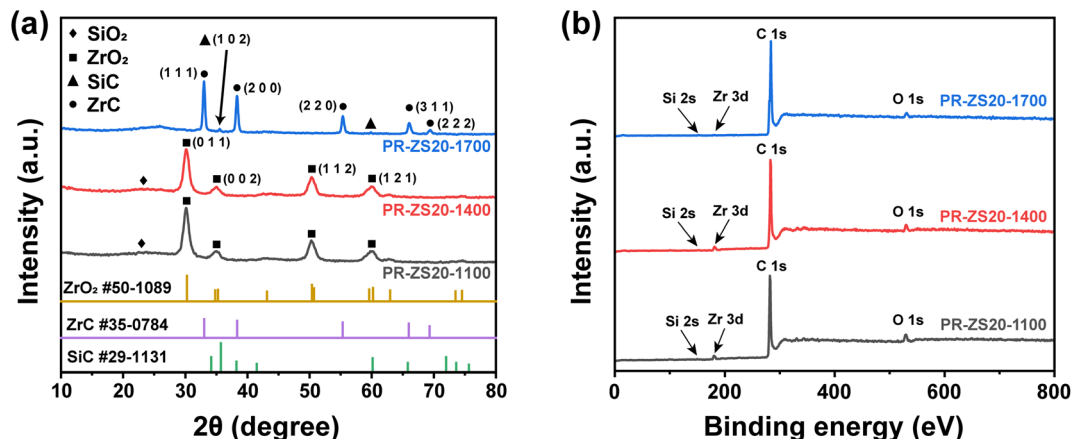 (a)
◆ SiO₂
■ ZrO₂
▲ SiC
● ZrC
(1 0 2)
(1 1 1)
(2 0 0)
(2 2 0)
(3 1 1)
(2 2 2)
PR-ZS20-1700
(0 1 1)
(0 0 2)
(1 1 2)
(1 2 1)
PR-ZS20-1400
PR-ZS20-1100
ZrO₂ #50-1089
ZrC #35-0784
SiC #29-1131
10 20 30 40 50 60 70 80
2θ (degree)
Intensity (a.u.)
(b)
C 1s
Si 2s
Zr 3d
O 1s
PR-ZS20-1700
C 1s
Si 2s
Zr 3d
O 1s
PR-ZS20-1400
C 1s
Si 2s
Zr 3d
O 1s
PR-ZS20-1100
0 200 400 600 800
Binding energy (eV)
Intensity (a.u.)